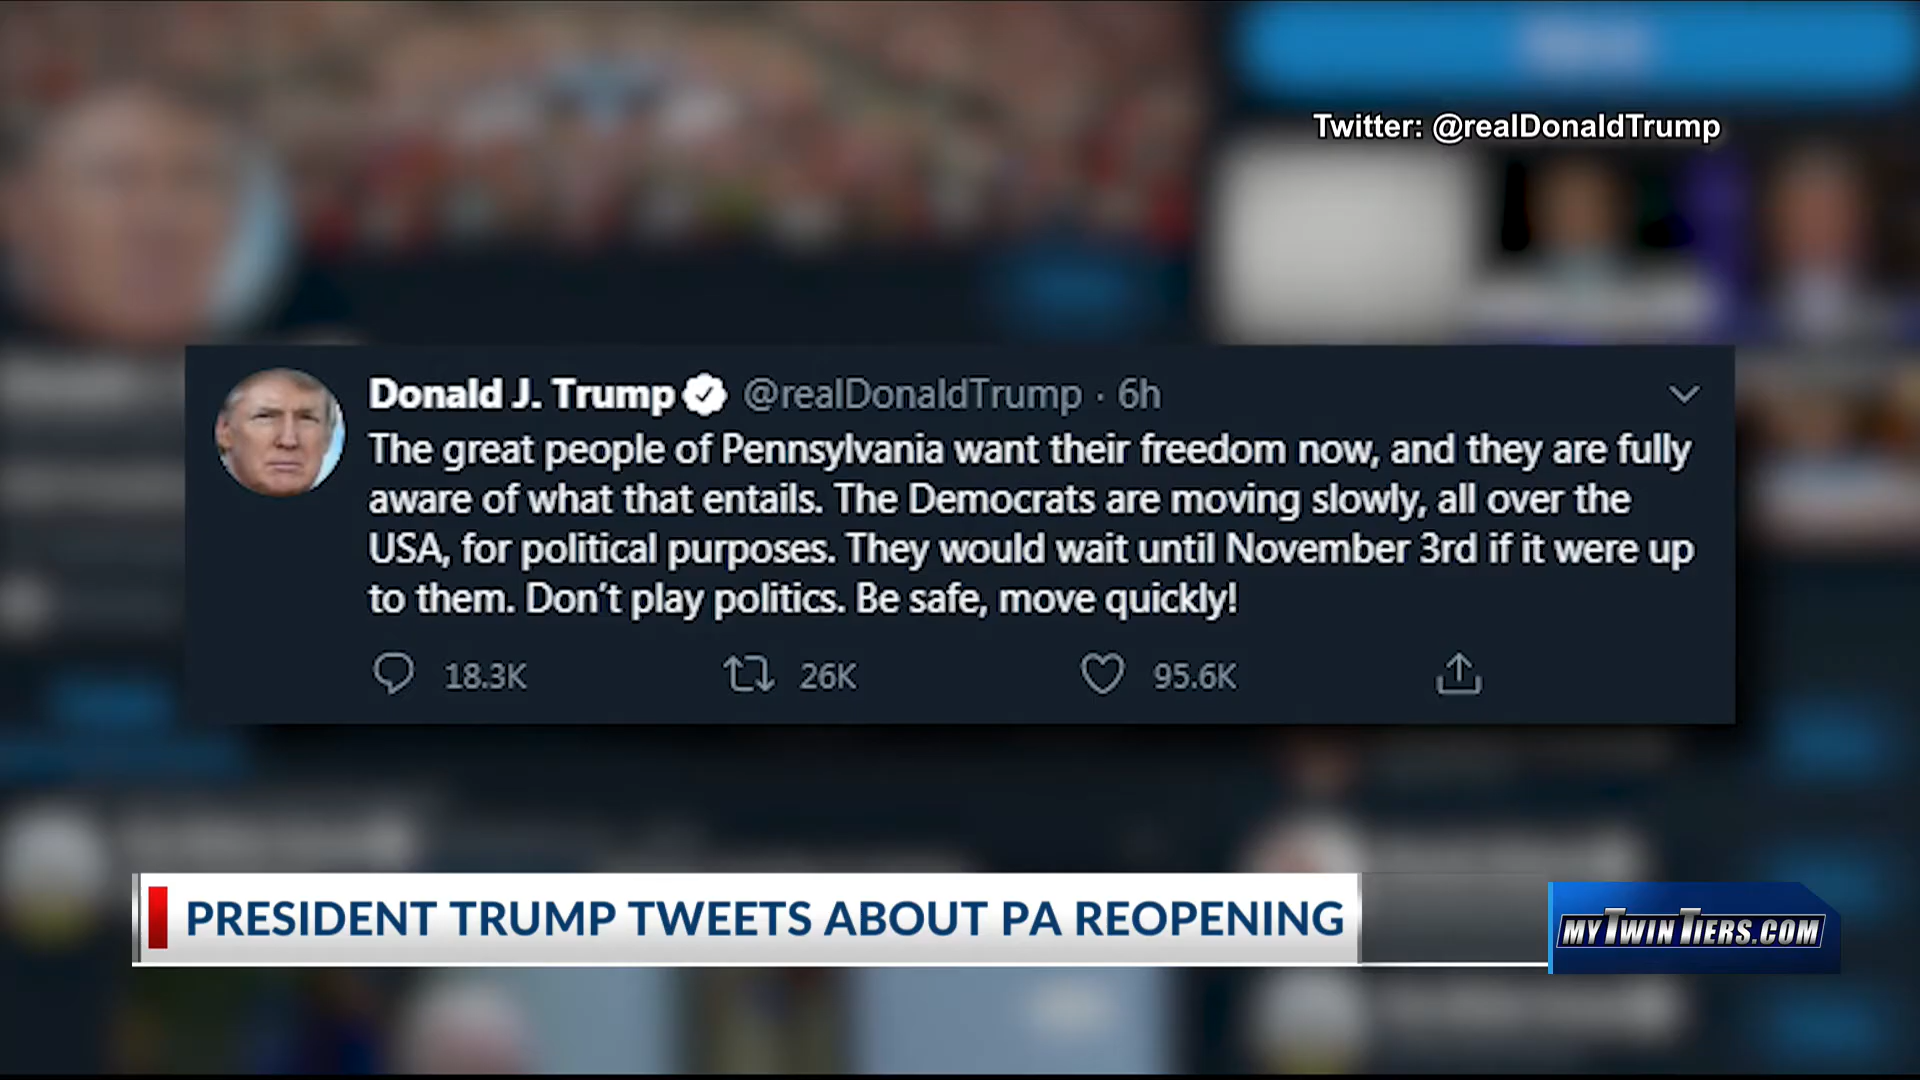 Twitter: @realDonaldTrump
Donald J. Trump @realDonaldTrump · 6h
The great people of Pennsylvania want their freedom now, and they are fully
aware of what that entails. The Democrats are moving slowly, all over the
USA, for political purposes. They would wait until November 3rd if it were up
to them. Don’t play politics. Be safe, move quickly!
18.3K 26K 95.6K
PRESIDENT TRUMP TWEETS ABOUT PA REOPENING
MYTWINTIERS.COM